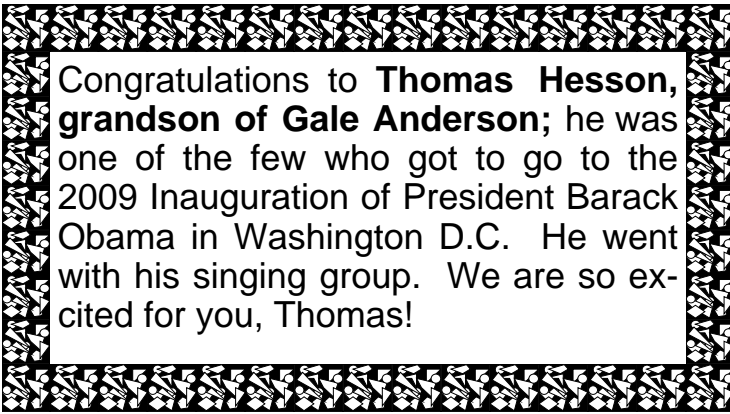 Congratulations to Thomas Hesson,
grandson of Gale Anderson; he was
one of the few who got to go to the
2009 Inauguration of President Barack
Obama in Washington D.C.  He went
with his singing group.  We are so ex-
cited for you, Thomas!